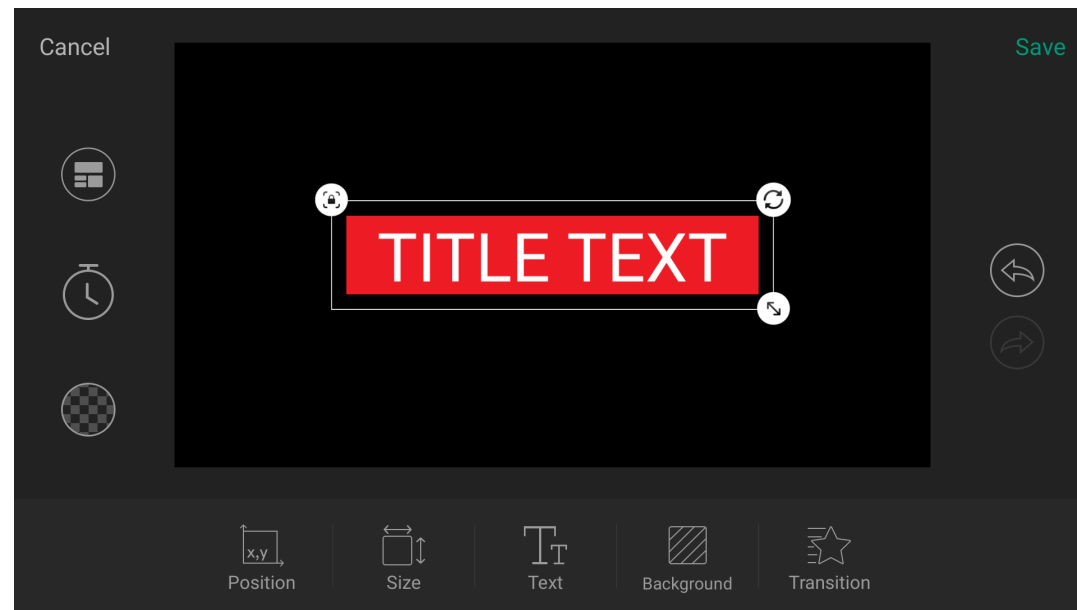 Cancel
Save
TITLE TEXT
x,y
Position
Size
Text
Background
Transition